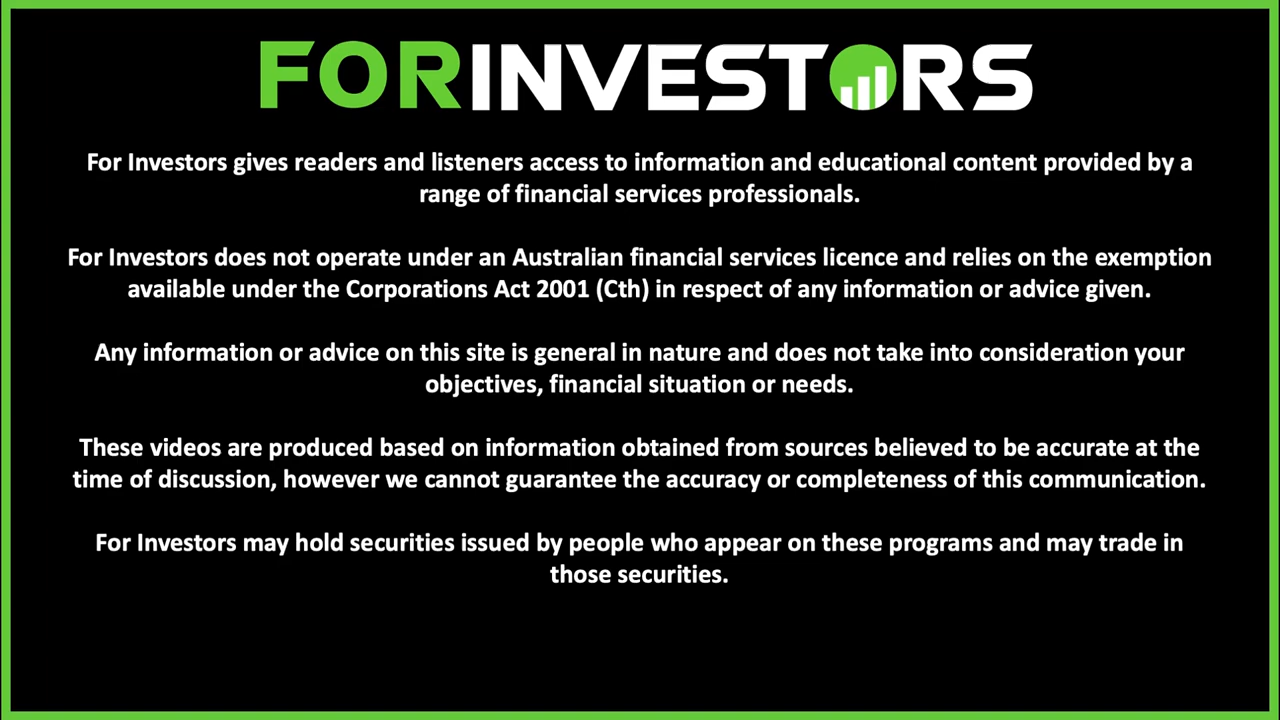 FORINVESTORS
For Investors gives readers and listeners access to information and educational content provided by a
range of financial services professionals.
For Investors does not operate under an Australian financial services licence and relies on the exemption
available under the Corporations Act 2001 (Cth) in respect of any information or advice given.
Any information or advice on this site is general in nature and does not take into consideration your
objectives, financial situation or needs.
These videos are produced based on information obtained from sources believed to be accurate at the
time of discussion, however we cannot guarantee the accuracy or completeness of this communication.
For Investors may hold securities issued by people who appear on these programs and may trade in
those securities.